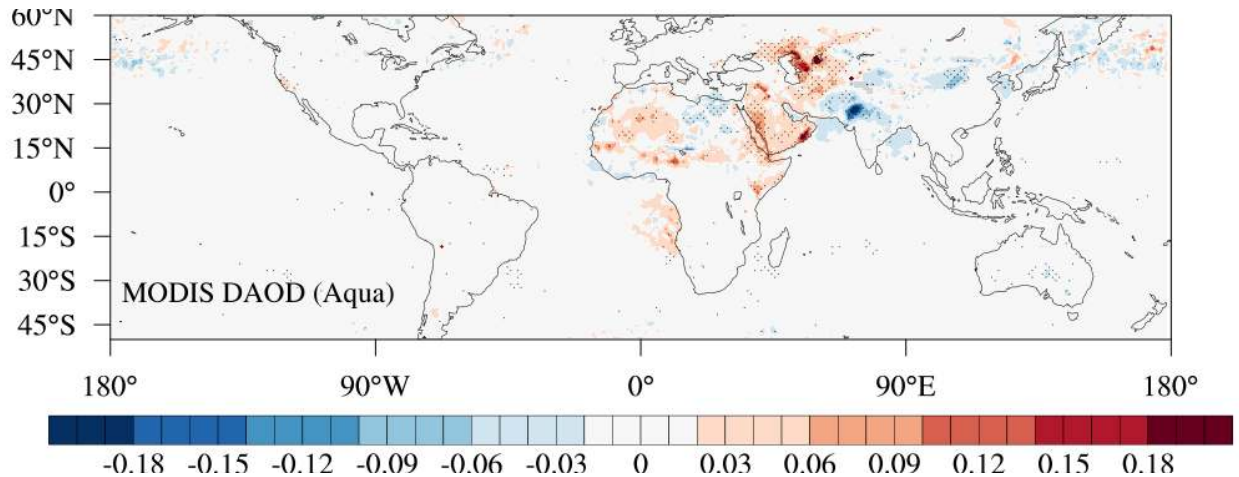 60°N
45°N
30°N
15°N
0°
15°S
30°S
45°S
MODIS DAOD (Aqua)
180° 90°W 0° 90°E 180°
-0.18 -0.15 -0.12 -0.09 -0.06 -0.03 0 0.03 0.06 0.09 0.12 0.15 0.18